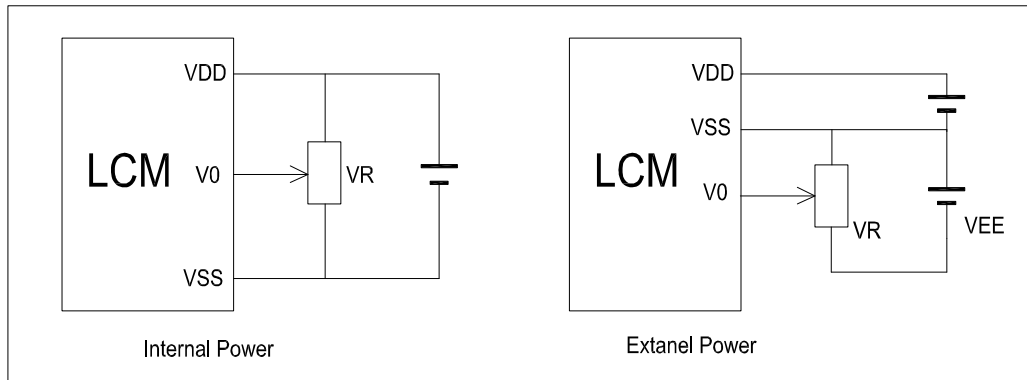 VDD
LCM
V0
VR
VSS
Internal Power
VDD
VSS
LCM
V0
VR
VEE
Extanel Power